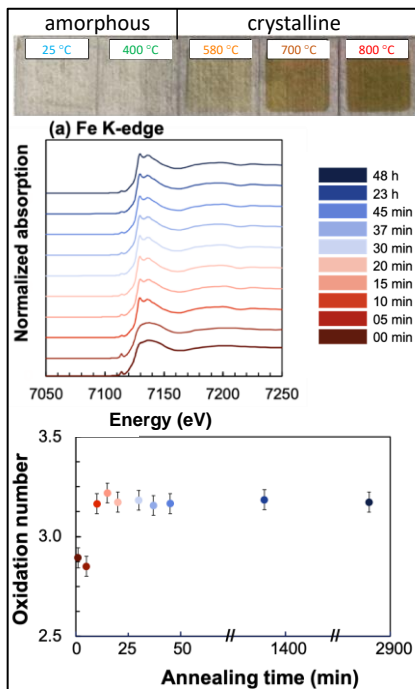 amorphous crystalline
25 °C 400 °C 580 °C 700 °C 800 °C
(a) Fe K-edge
Normalized absorption
48 h
23 h
45 min
37 min
30 min
20 min
15 min
10 min
05 min
00 min
7050 7100 7150 7200 7250
Energy (eV)
Oxidation number
3.5
3.0
2.5
0 25 50 1400 2900
Annealing time (min)